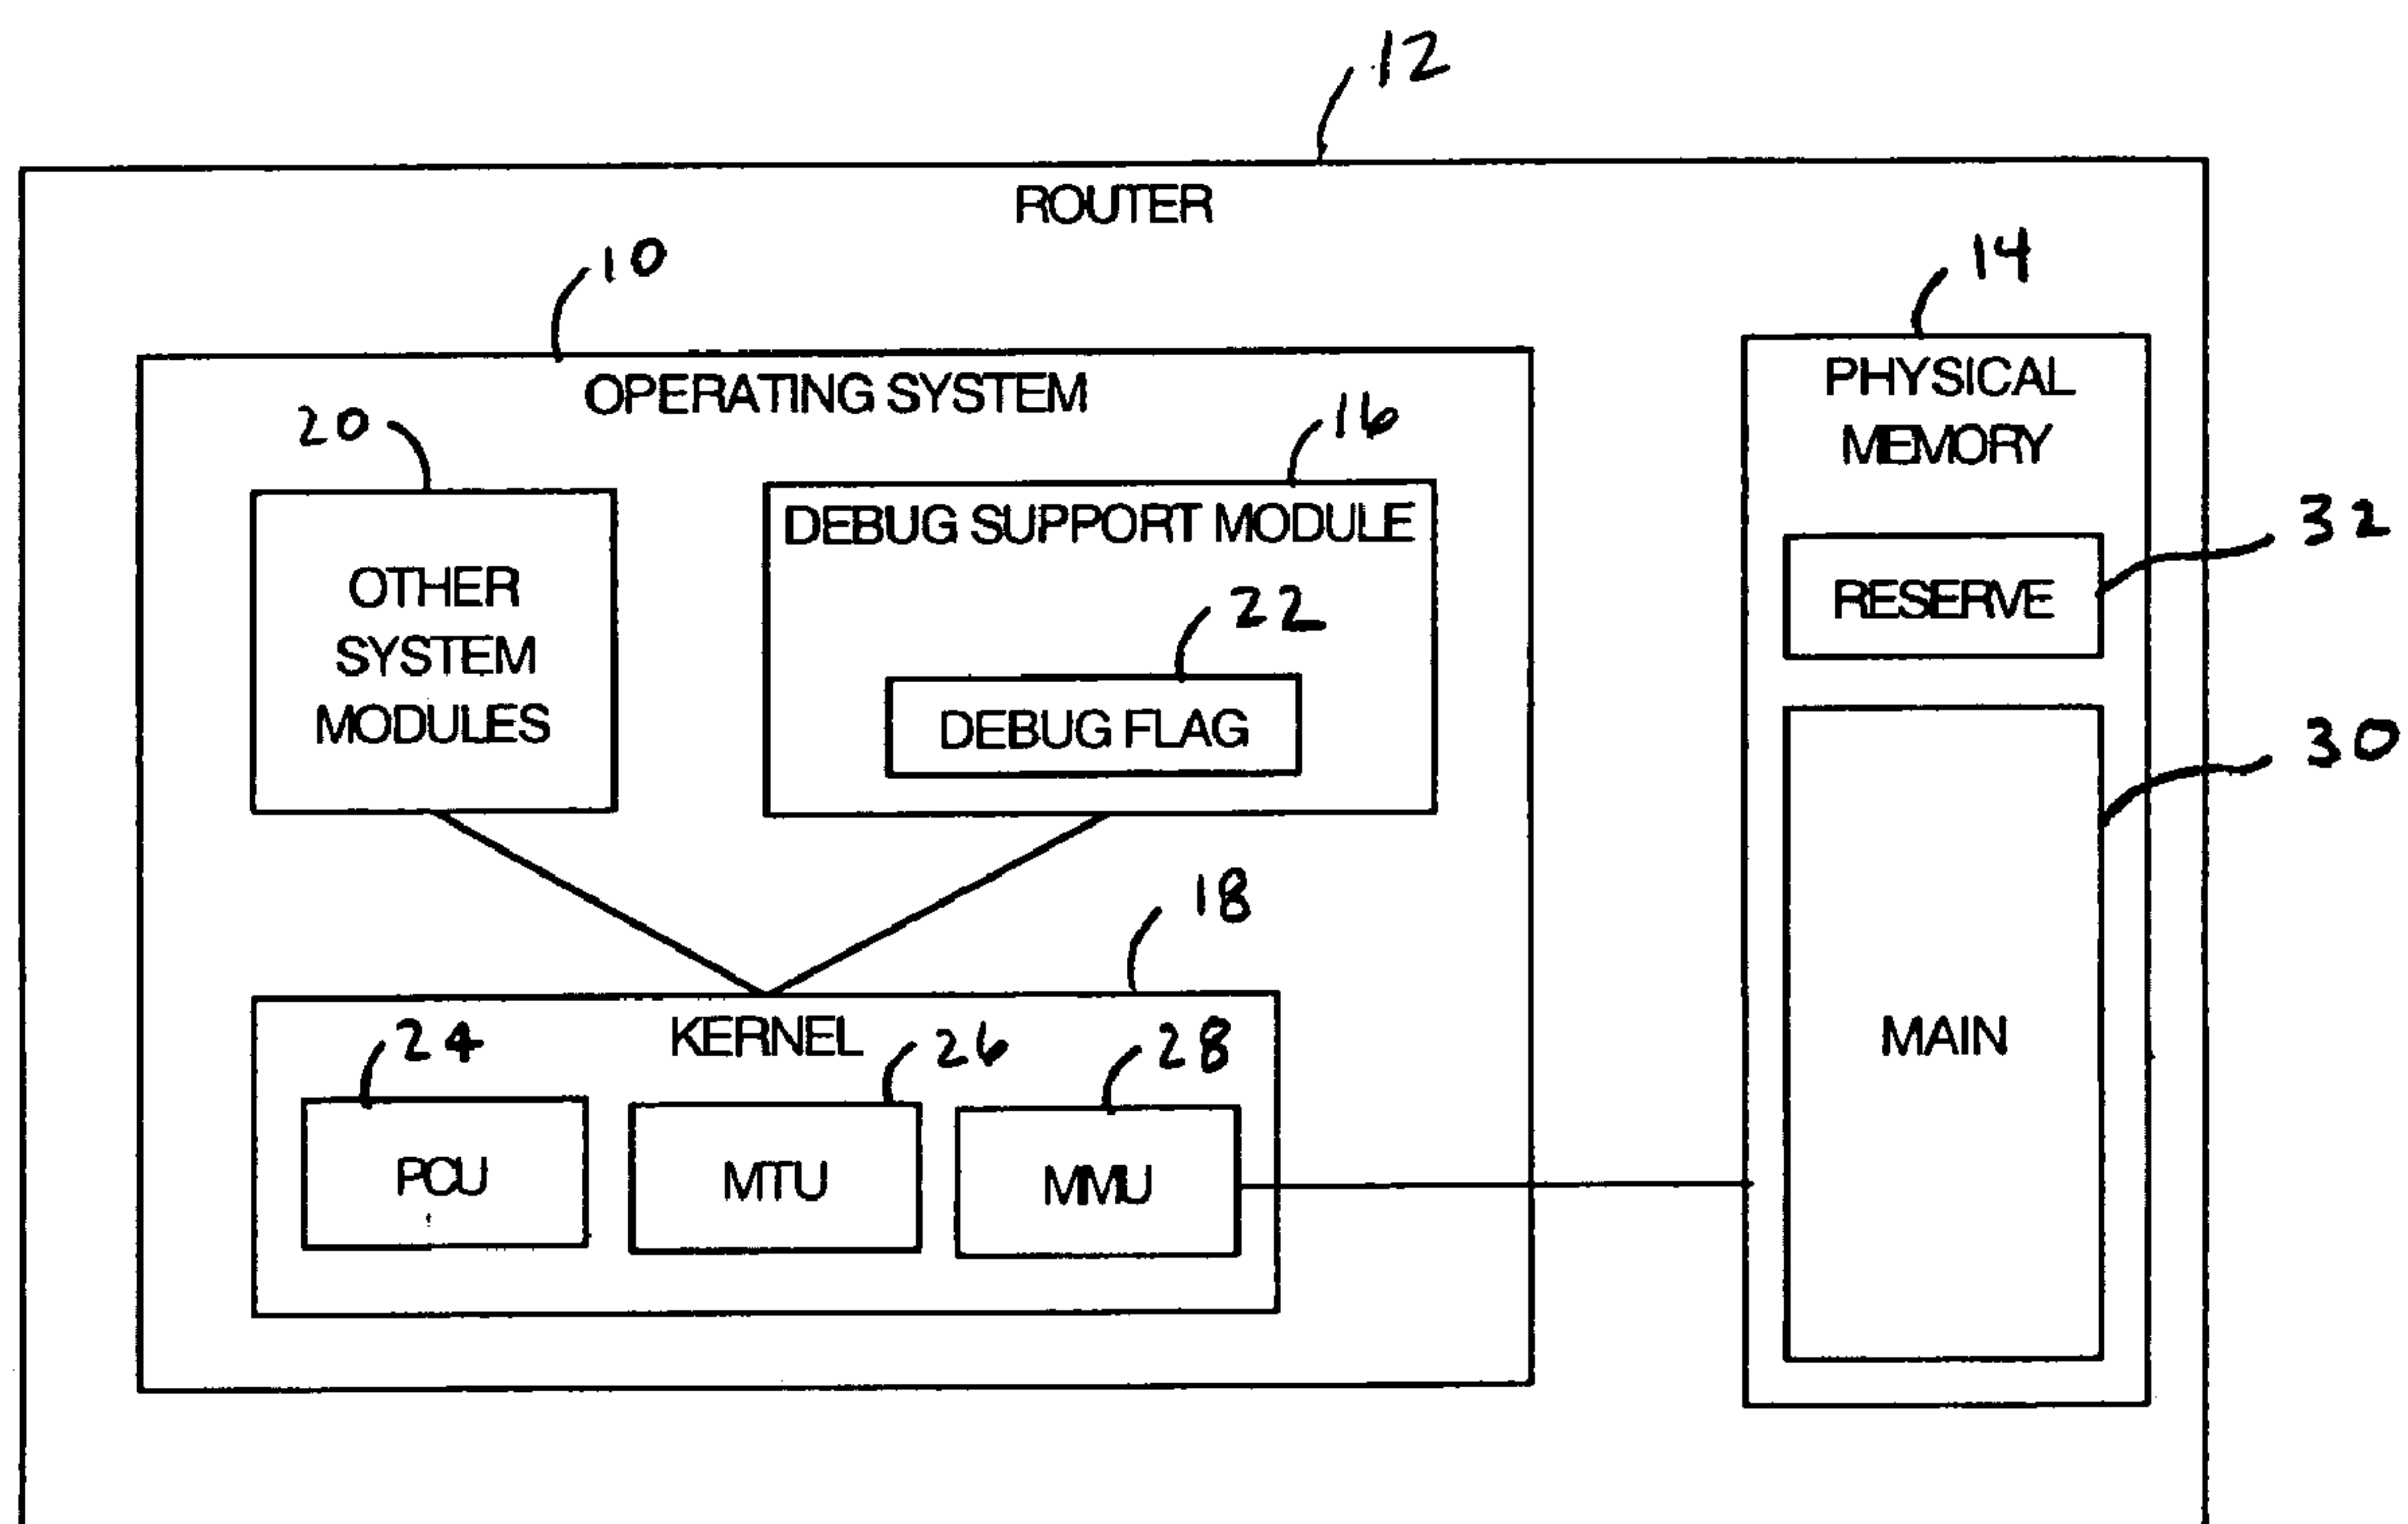 12
ROUTER
10
14
OPERATING SYSTEM
PHYSICAL
MEMORY
20
16
32
DEBUG SUPPORT MODULE
OTHER
SYSTEM
MODULES
22
RESERVE
DEBUG FLAG
30
18
KERNEL
24
26
28
MAIN
PCU
MTU
MMU